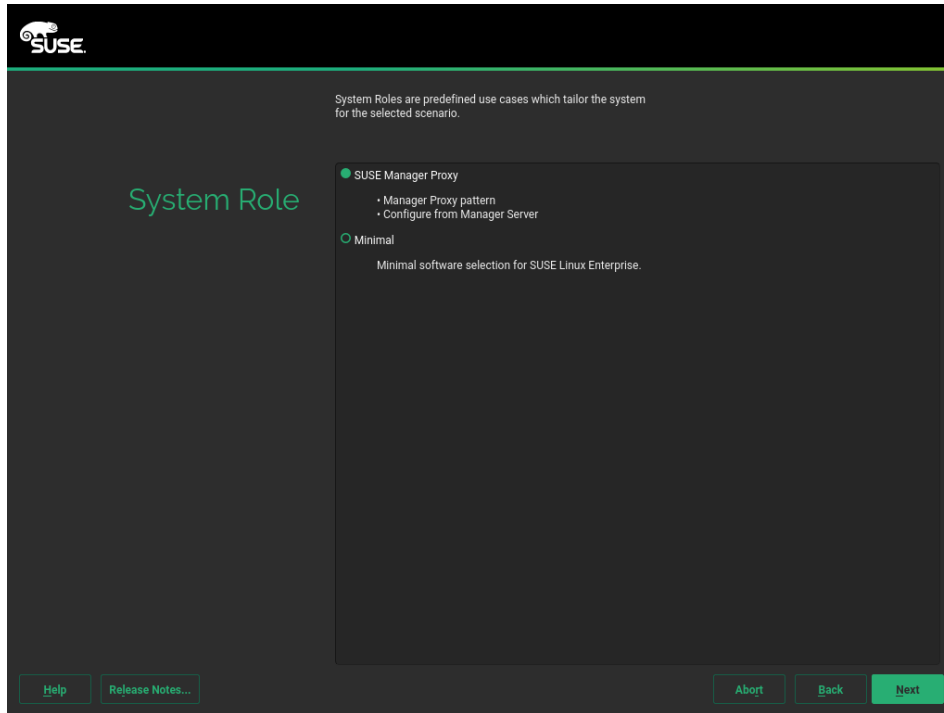 SUSE.
System Roles are predefined use cases which tailor the system
for the selected scenario.
System Role
SUSE Manager Proxy
• Manager Proxy pattern
• Configure from Manager Server
Minimal
Minimal software selection for SUSE Linux Enterprise.
Help
Release Notes...
Abort
Back
Next